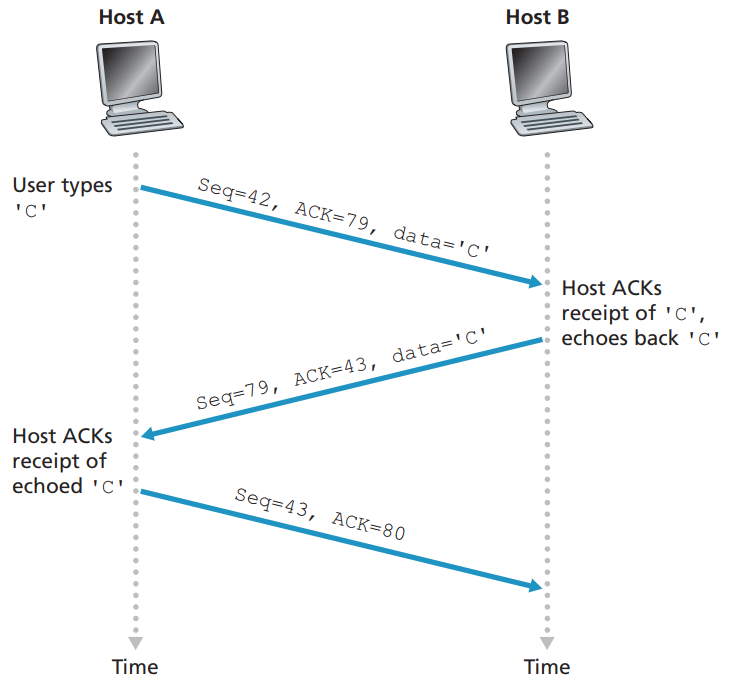 Host A
Host B
User types
'C'
Seq=42, ACK=79, data='C'
Host ACKs
receipt of 'C',
echoes back 'C'
Seq=79, ACK=43, data='C'
Host ACKs
receipt of
echoed 'C'
Seq=43, ACK=80
Time
Time